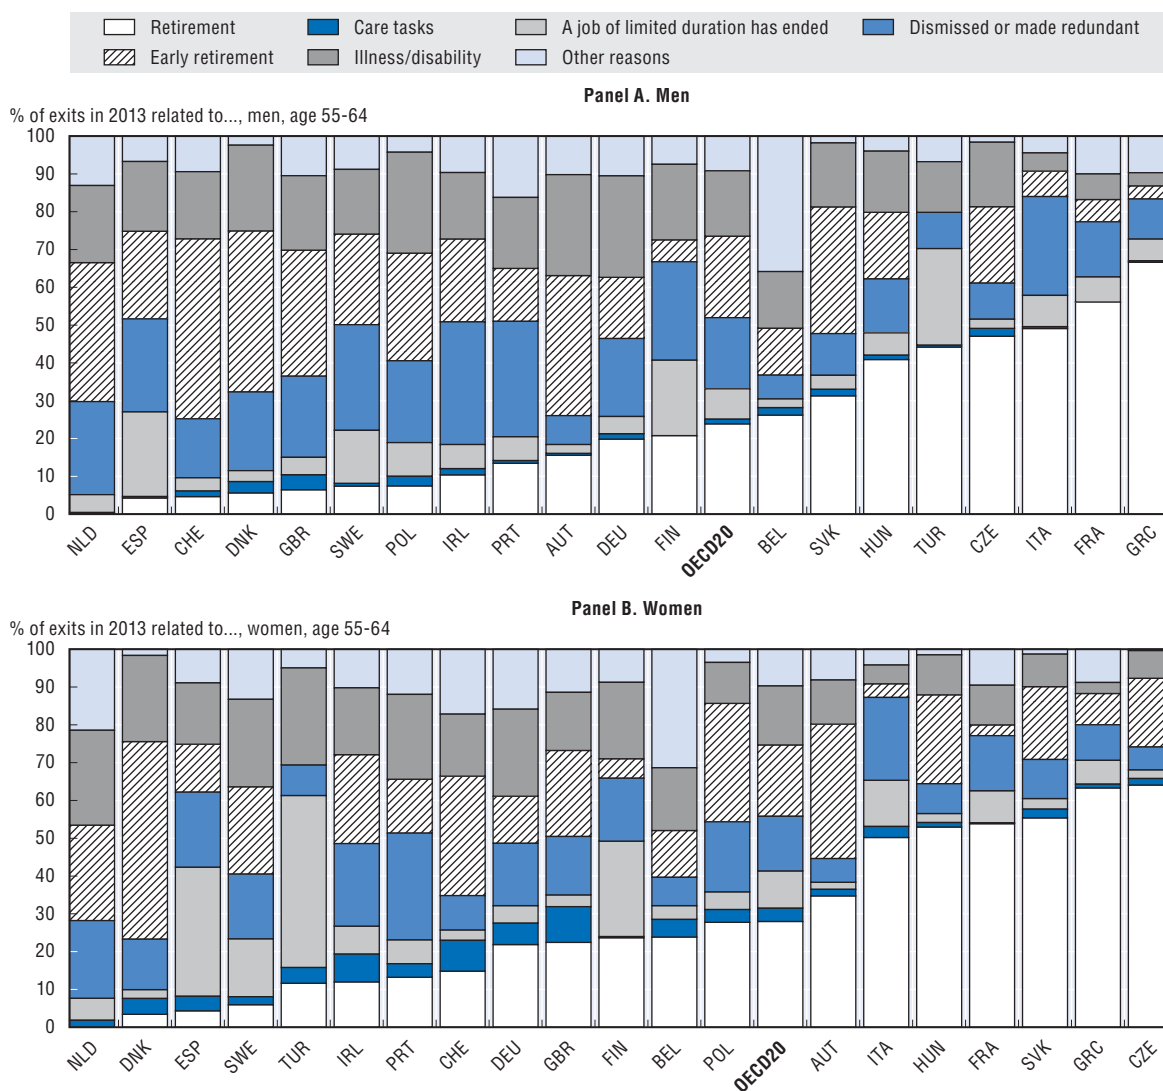 Retirement Care tasks A job of limited duration has ended Dismissed or made redundant
Early retirement Illness/disability Other reasons
Panel A. Men
% of exits in 2013 related to..., men, age 55-64
100
90
80
70
60
50
40
30
20
10
0
NLD ESP CHE DNK GBR SWE POL IRL PRT AUT DEU FIN OECD20 BEL SVK HUN TUR CZE ITA FRA GRC
Panel B. Women
% of exits in 2013 related to..., women, age 55-64
100
90
80
70
60
50
40
30
20
10
0
NLD DNK ESP SWE TUR IRL PRT CHE DEU GBR FIN BEL POL OECD20 AUT ITA HUN FRA SVK GRC CZE